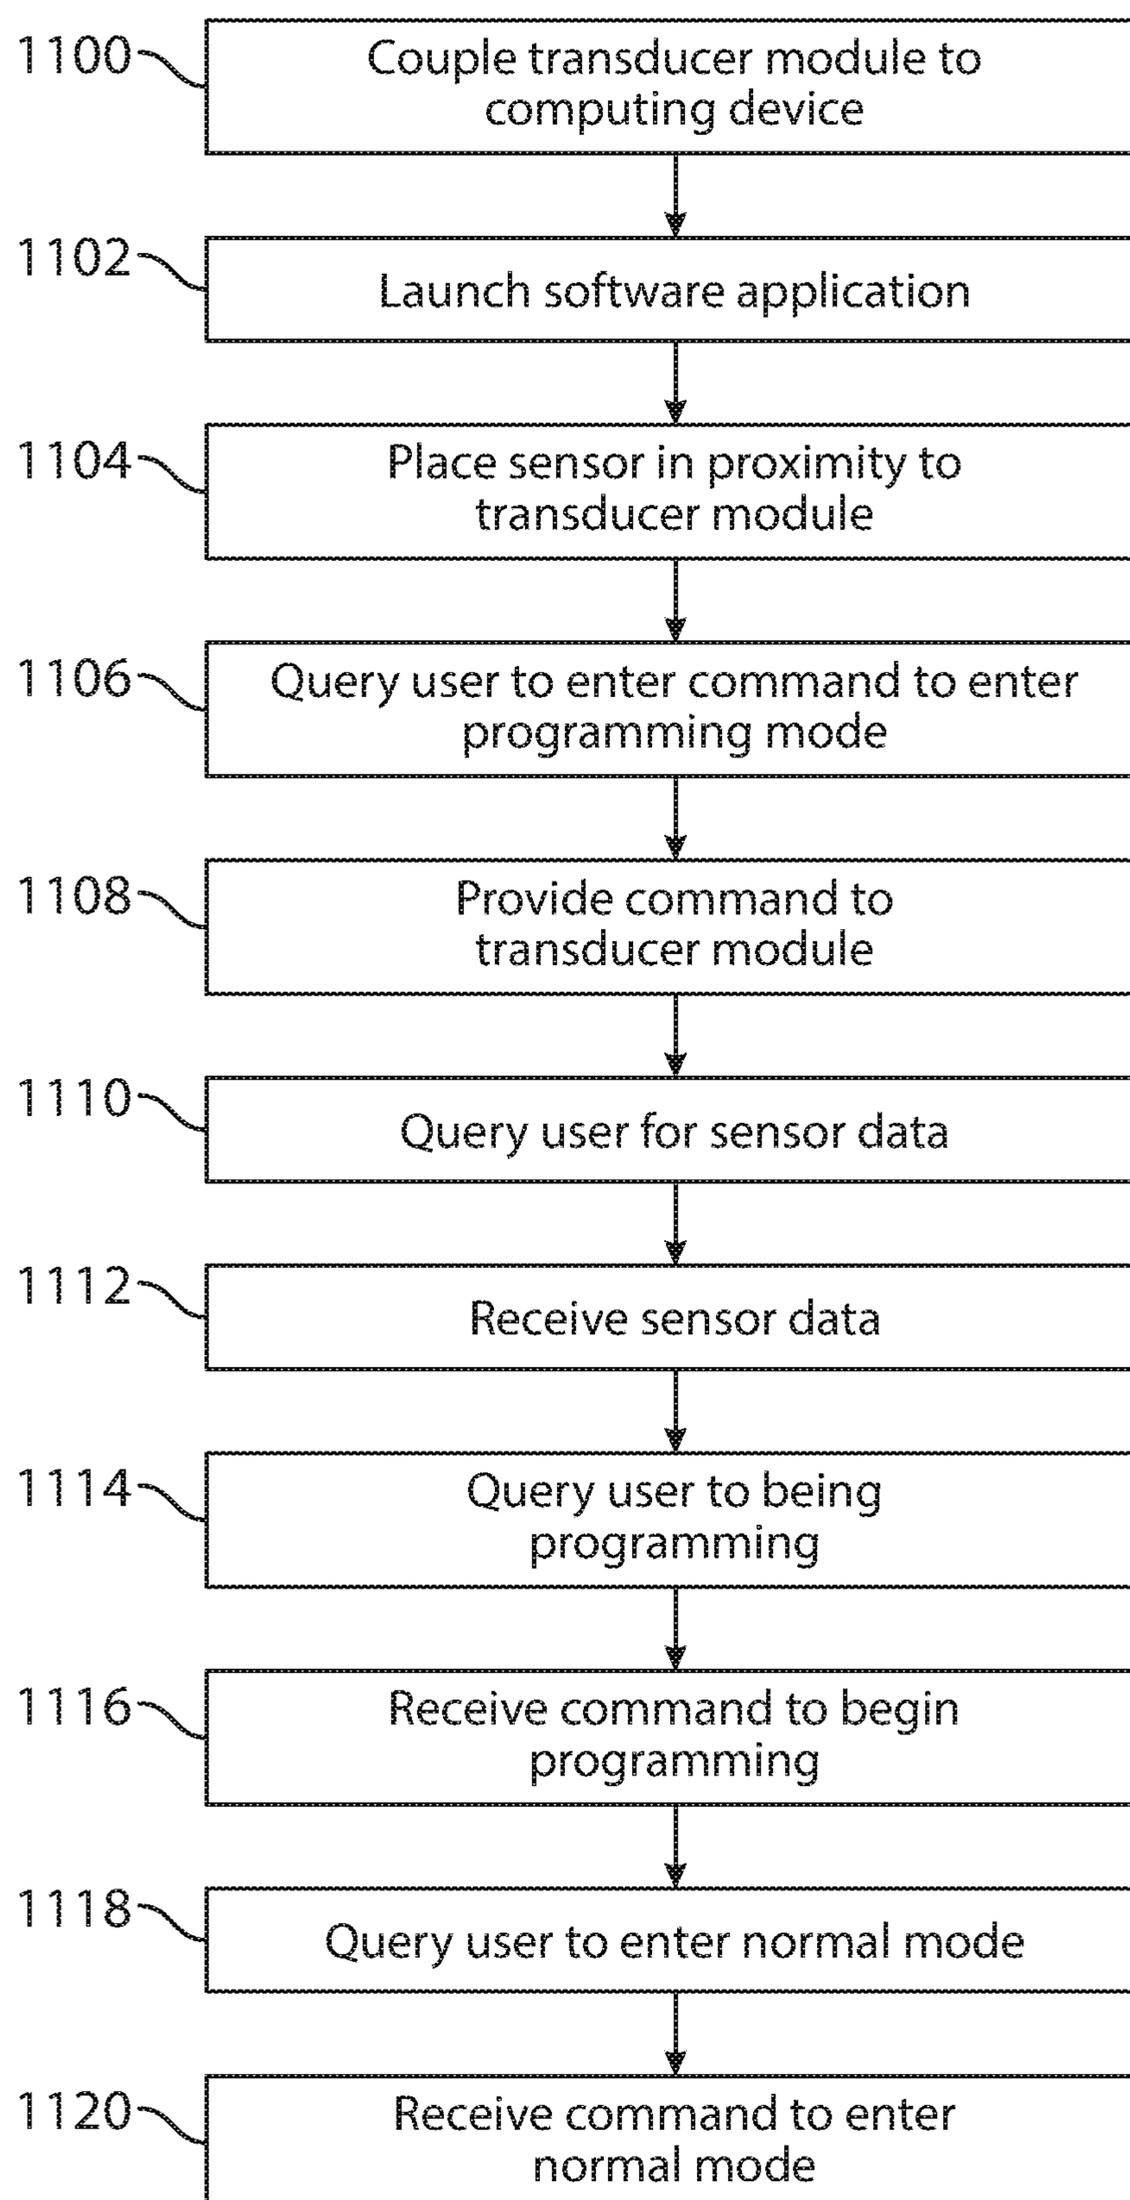 1100
Couple transducer module to
computing device
1102
Launch software application
1104
Place sensor in proximity to
transducer module
1106
Query user to enter command to enter
programming mode
1108
Provide command to
transducer module
1110
Query user for sensor data
1112
Receive sensor data
1114
Query user to being
programming
1116
Receive command to begin
programming
1118
Query user to enter normal mode
1120
Receive command to enter
normal mode